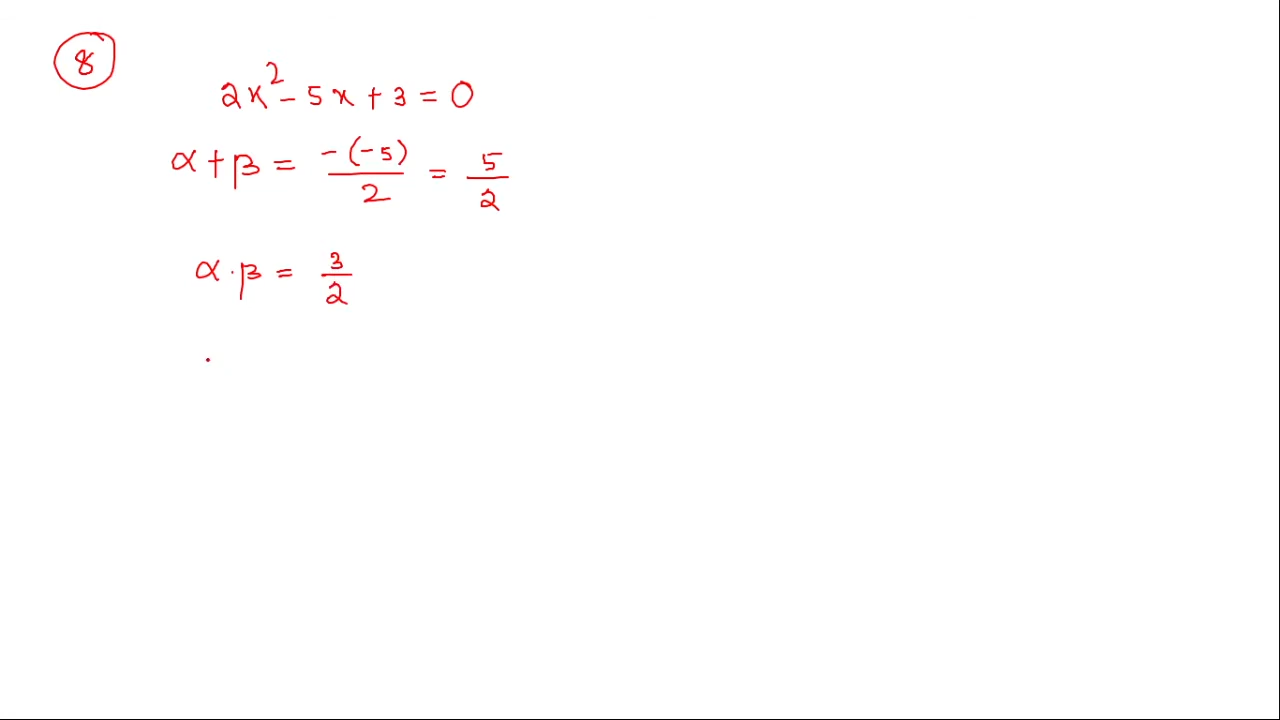 8
2x² - 5x + 3 = 0
α + β = -(-5)/2 = 5/2
α · β = 3/2